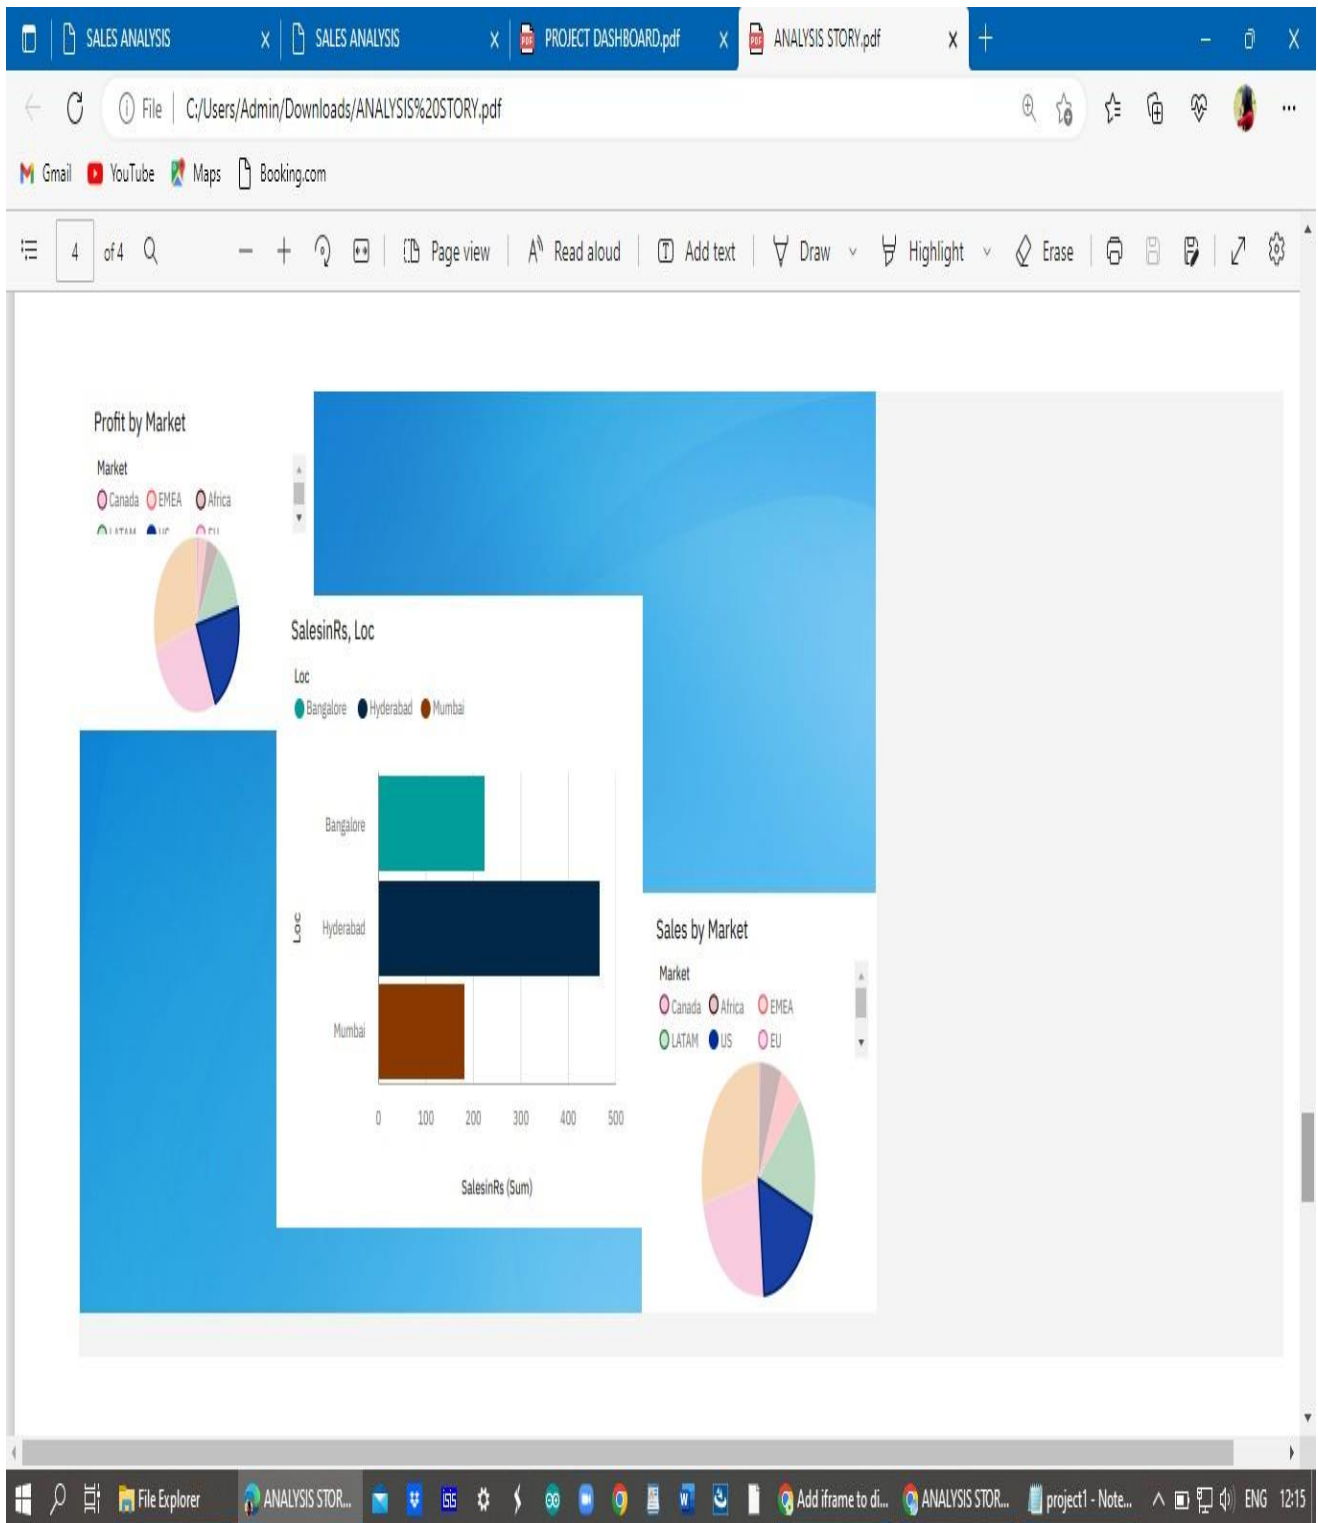 SALES ANALYSIS
SALES ANALYSIS
PROJECT DASHBOARD.pdf
ANALYSIS STORY.pdf
File | C:/Users/Admin/Downloads/ANALYSIS%20STORY.pdf
Gmail YouTube Maps Booking.com
4 of 4 Page view Read aloud Add text Draw Highlight Erase
Profit by Market
Market
Canada EMEA Africa
LATAM US EU
SalesinRs, Loc
Loc
Bangalore Hyderabad Mumbai
Bangalore
Hyderabad
Mumbai
Loc
0 100 200 300 400 500
SalesinRs (Sum)
Sales by Market
Market
Canada Africa EMEA
LATAM US EU
File Explorer ANALYSIS STOR... ISIS Add iframe to di... ANALYSIS STOR... project1 - Note... ENG 12:15